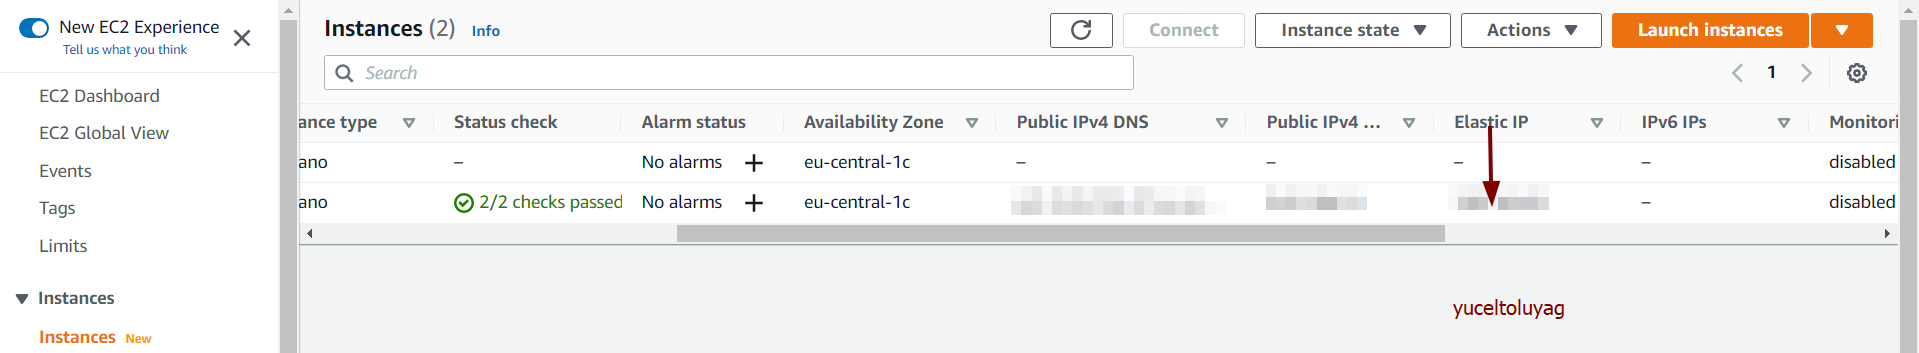 New EC2 Experience
Tell us what you think
EC2 Dashboard
EC2 Global View
Events
Tags
Limits
Instances
Instances New
Instances (2) Info
Connect Instance state Actions Launch instances
Search
1
ance type Status check Alarm status Availability Zone Public IPv4 DNS Public IPv4 ... Elastic IP IPv6 IPs Monitori
ano – No alarms + eu-central-1c – – – – disabled
ano 2/2 checks passed No alarms + eu-central-1c – disabled
yuceltoluyag